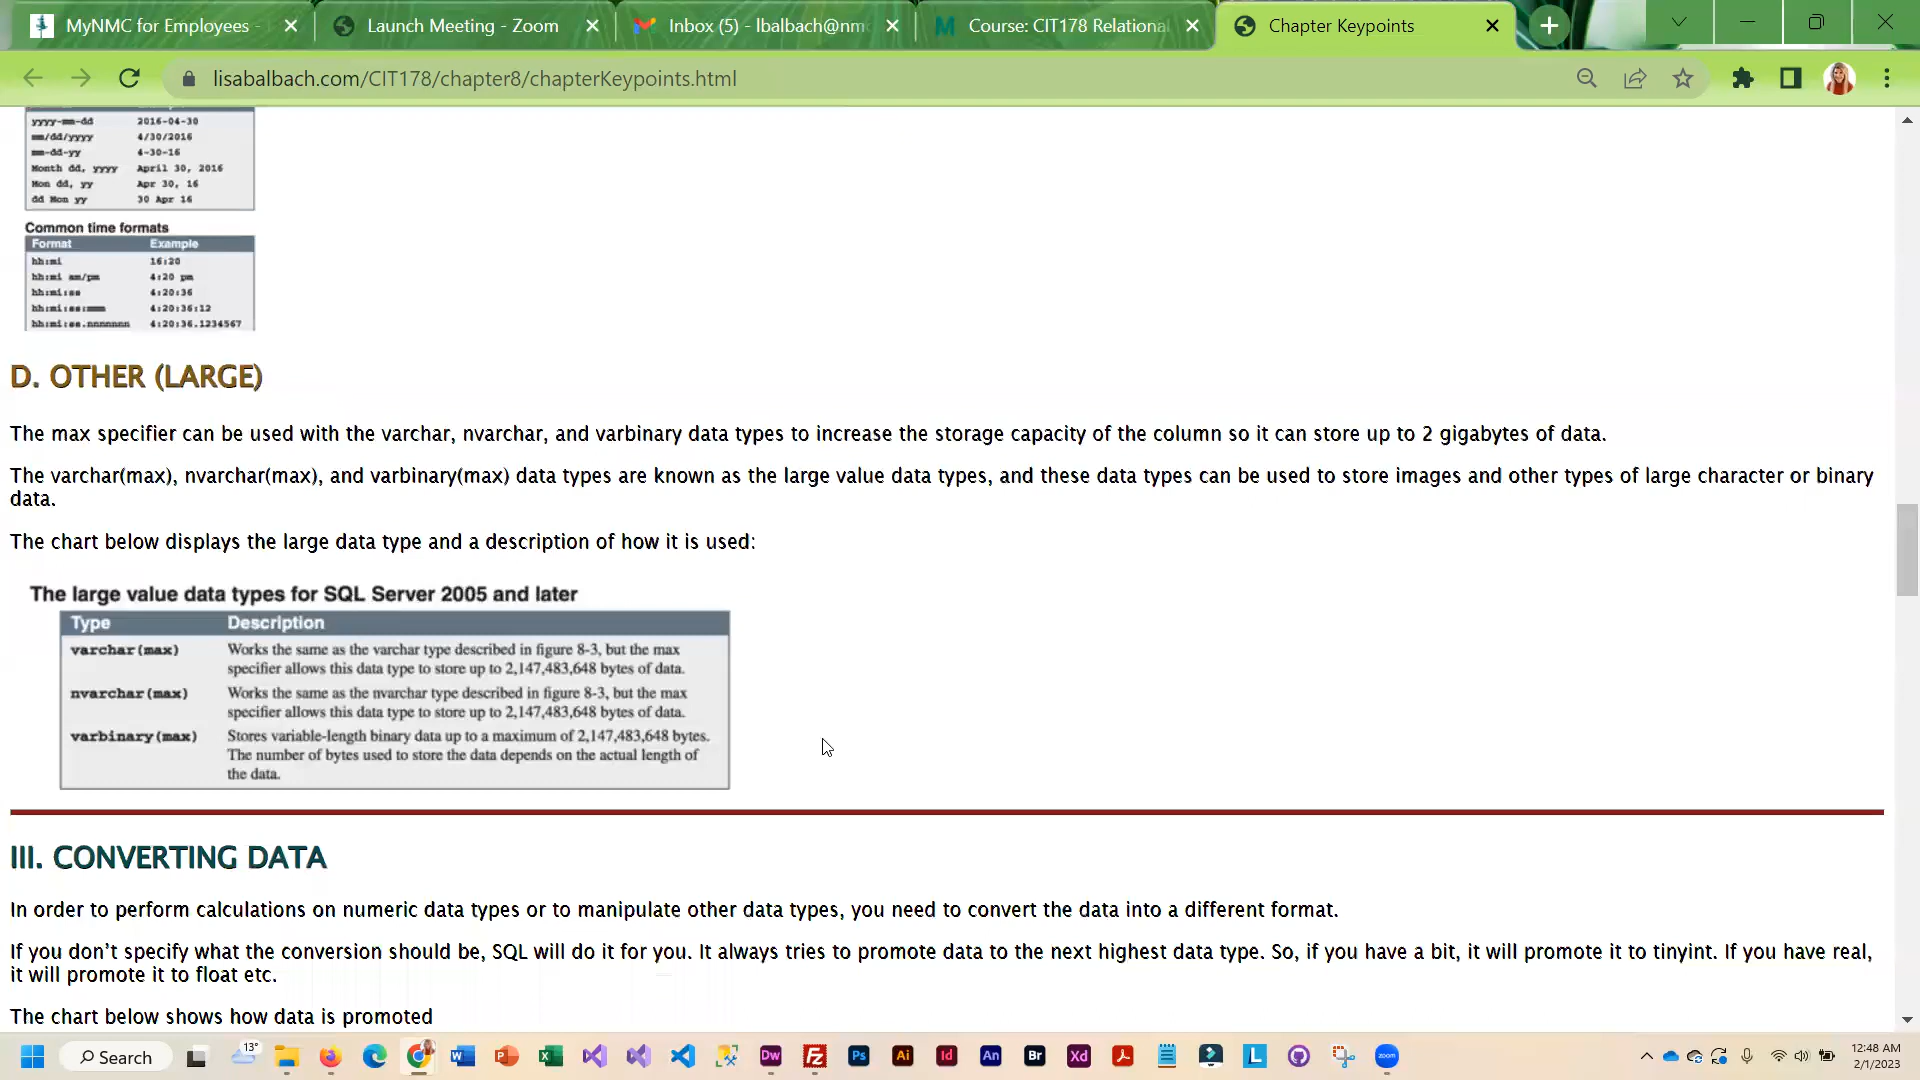 MyNMC for Employees -
Launch Meeting - Zoom
Inbox (5) - lbalbach@nmc
Course: CIT178 Relational
Chapter Keypoints
lisabalbach.com/CIT178/chapter8/chapterKeypoints.html
yyyy-mm-dd 2016-04-30
mm/dd/yyyy 4/30/2016
mm-dd-yy 4-30-16
Month dd, yyyy April 30, 2016
Mon dd, yy Apr 30, 16
dd Mon yy 30 Apr 16
Common time formats
Format Example
hh:mi 16:20
hh:mi am/pm 4:20 pm
hh:mi:ss 4:20:36
hh:mi:ss:mmm 4:20:36:12
hh:mi:ss.nnnnnnn 4:20:36.1234567
D. OTHER (LARGE)
The max specifier can be used with the varchar, nvarchar, and varbinary data types to increase the storage capacity of the column so it can store up to 2 gigabytes of data.
The varchar(max), nvarchar(max), and varbinary(max) data types are known as the large value data types, and these data types can be used to store images and other types of large character or binary
data.
The chart below displays the large data type and a description of how it is used:
The large value data types for SQL Server 2005 and later
Type Description
varchar(max) Works the same as the varchar type described in figure 8-3, but the max
specifier allows this data type to store up to 2,147,483,648 bytes of data.
nvarchar(max) Works the same as the nvarchar type described in figure 8-3, but the max
specifier allows this data type to store up to 2,147,483,648 bytes of data.
varbinary(max) Stores variable-length binary data up to a maximum of 2,147,483,648 bytes.
The number of bytes used to store the data depends on the actual length of
the data.
III. CONVERTING DATA
In order to perform calculations on numeric data types or to manipulate other data types, you need to convert the data into a different format.
If you don't specify what the conversion should be, SQL will do it for you. It always tries to promote data to the next highest data type. So, if you have a bit, it will promote it to tinyint. If you have real,
it will promote it to float etc.
The chart below shows how data is promoted
Search
13°
Dw
Fz
Ps
Ai
Id
An
Br
Xd
L
zoom
12:48 AM
2/1/2023